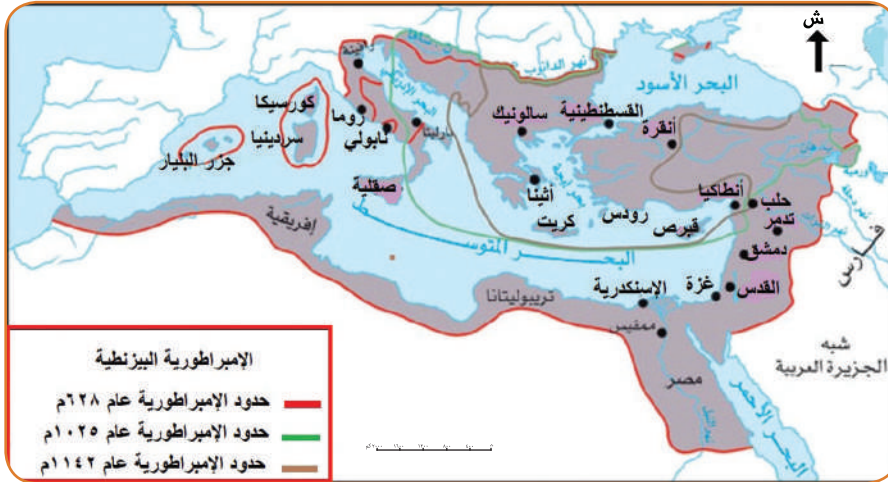 ش
رافينا
نهر الدانوب
البحر الأسود
كورسيكا
روما
البحر
سالونيك
القسطنطينية
أنقرة
سردينيا
نابولي
جزر البليار
صقلية
أثينا
أنطاكيا
حلب
تدمر
إفريقية
كريت
رودس
قبرص
دمشق
فارس
البحر المتوسط
القدس
غزة
الإسكندرية
تريبوليتانا
ممفيس
شبه
الجزيرة العربية
مصر
نهر النيل
البحر الأحمر
الإمبراطورية البيزنطية
حدود الإمبراطورية عام ٦٢٨م
حدود الإمبراطورية عام ١٠٢٥م
حدود الإمبراطورية عام ١١٤٢م